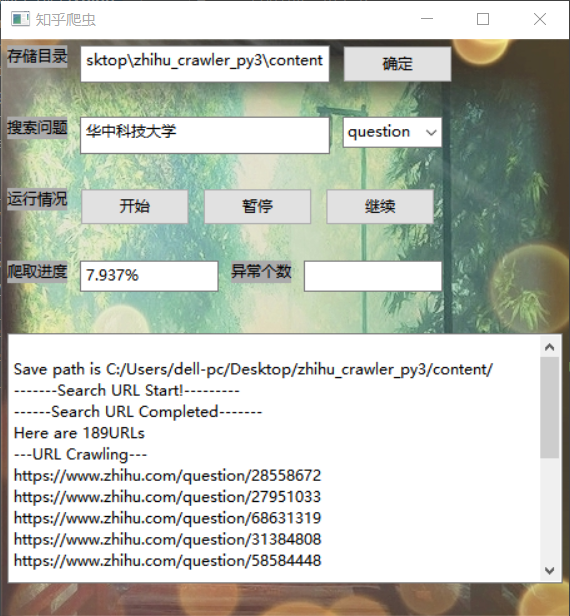 知乎爬虫
存储目录 sktop\zhihu_crawler_py3\content 确定
搜索问题 华中科技大学 question
运行情况 开始 暂停 继续
爬取进度 7.937% 异常个数
Save path is C:/Users/dell-pc/Desktop/zhihu_crawler_py3/content/
-------Search URL Start!---------
------Search URL Completed-------
Here are 189URLs
---URL Crawling---
https://www.zhihu.com/question/28558672
https://www.zhihu.com/question/27951033
https://www.zhihu.com/question/68631319
https://www.zhihu.com/question/31384808
https://www.zhihu.com/question/58584448